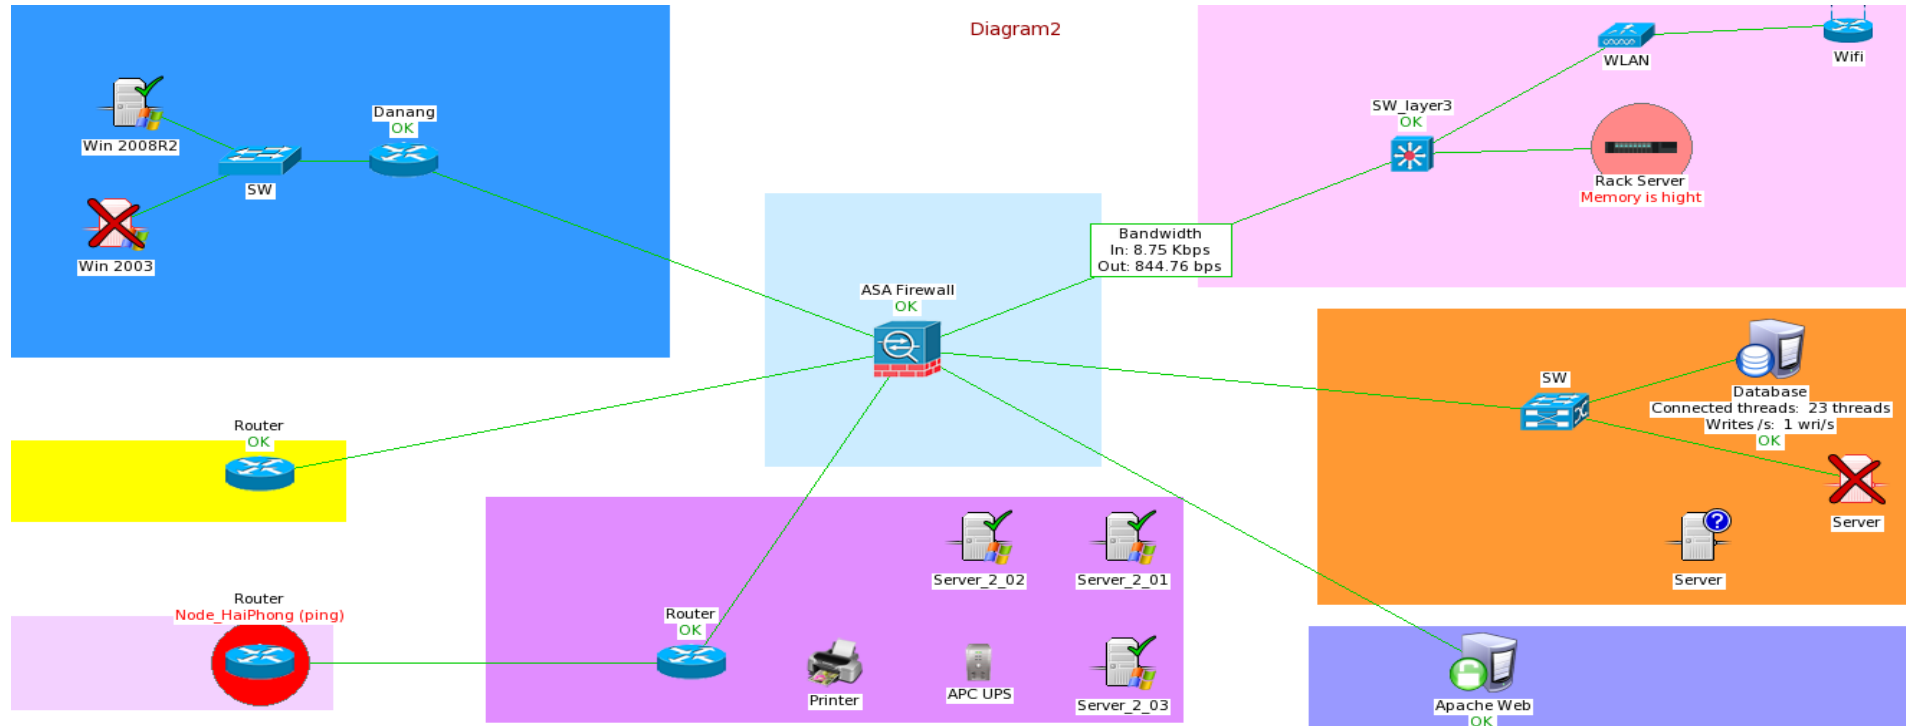 Diagram2
Win 2008R2
Danang
OK
SW
Win 2003
WLAN
Wifi
SW_layer3
OK
Rack Server
Memory is hight
Bandwidth
In: 8.75 Kbps
Out: 844.76 bps
ASA Firewall
OK
SW
Database
Connected threads:  23 threads
Writes /s:  1 wri/s
OK
Server
Server
Router
OK
Router
Node_HaiPhong (ping)
Router
OK
Server_2_02
Server_2_01
Printer
APC UPS
Server_2_03
Apache Web
OK